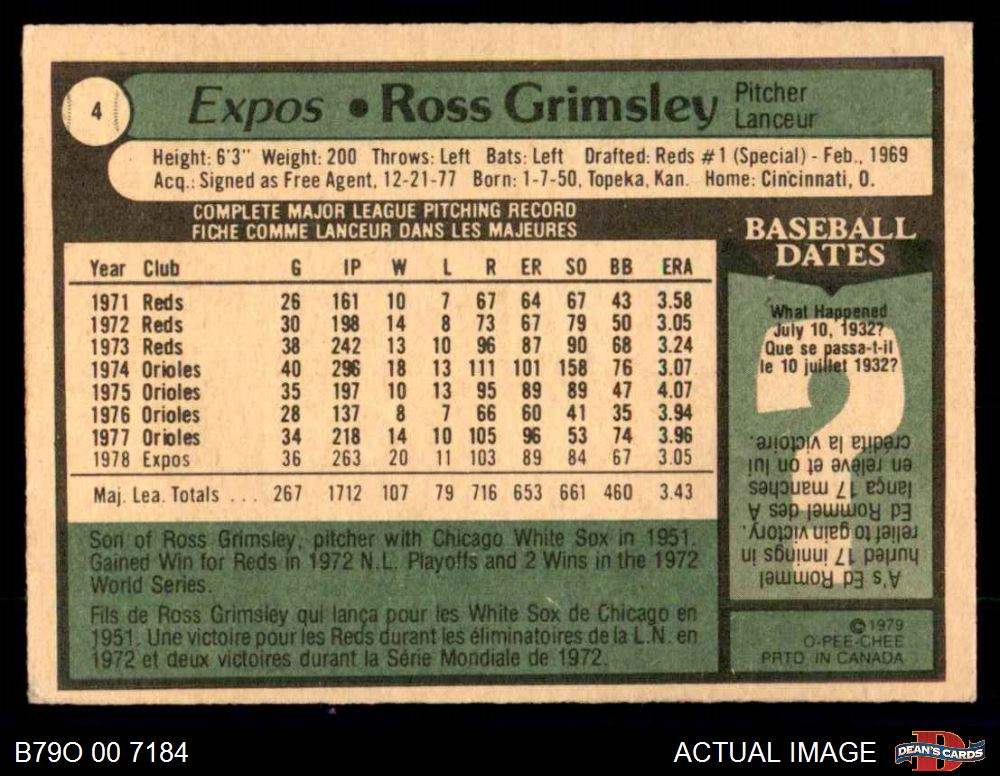 4
Expos • Ross Grimsley Pitcher
Lanceur
Height: 6'3" Weight: 200 Throws: Left Bats: Left Drafted: Reds #1 (Special) - Feb., 1969
Acq.: Signed as Free Agent, 12-21-77 Born: 1-7-50, Topeka, Kan. Home: Cincinnati, O.
COMPLETE MAJOR LEAGUE PITCHING RECORD
FICHE COMME LANCEUR DANS LES MAJEURES
Year Club G IP W L R ER SO BB ERA
1971 Reds 26 161 10 7 67 64 67 43 3.58
1972 Reds 30 198 14 8 73 67 79 50 3.05
1973 Reds 38 242 13 10 96 87 90 68 3.24
1974 Orioles 40 296 18 13 111 101 158 76 3.07
1975 Orioles 35 197 10 13 95 89 89 47 4.07
1976 Orioles 28 137 8 7 66 60 41 35 3.94
1977 Orioles 34 218 14 10 105 96 53 74 3.96
1978 Expos 36 263 20 11 103 89 84 67 3.05
Maj. Lea. Totals . . . 267 1712 107 79 716 653 661 460 3.43
Son of Ross Grimsley, pitcher with Chicago White Sox in 1951.
Gained Win for Reds in 1972 N.L. Playoffs and 2 Wins in the 1972
World Series.
Fils de Ross Grimsley qui lança pour les White Sox de Chicago en
1951. Une victoire pour les Reds durant les éliminatoires de la L.N. en
1972 et deux victoires durant la Série Mondiale de 1972.
BASEBALL
DATES
What Happened
July 10, 1932?
Que se passa-t-il
le 10 juillet 1932?
A's Ed Rommel
hurled 17 innings in
relief to gain victory.
Ed Rommel des A's
lança 17 manches
en relève et on lui
crédita la victoire.
©1979
O-PEE-CHEE
PRTD. IN CANADA
B79O 00 7184
ACTUAL IMAGE
DEAN'S CARDS